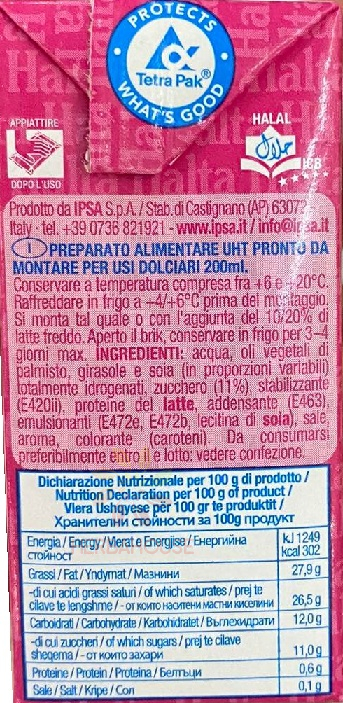 PROTECTS
Tetra Pak®
WHAT'S GOOD
APPIATTIRE
DOPO L'USO
HALAL
حلال
Prodotto da IPSA S.p.A. / Stab. di Castignano (AP) 63072
Italy - tel. +39 0736 821921 - www.ipsa.it / info@ipsa.it
I PREPARATO ALIMENTARE UHT PRONTO DA
MONTARE PER USI DOLCIARI 200ml.
Conservare a temperatura compresa fra +6 e +20°C.
Raffreddare in frigo a +4/+6°C prima del montaggio.
Si monta tal quale o con l'aggiunta del 10/20% di
latte freddo. Aperto il brik, conservare in frigo per 3-4
giorni max. INGREDIENTI: acqua, oli vegetali di
palmisto, girasole e soia (in proporzioni variabili)
totalmente idrogenati, zucchero (11%), stabilizzante
(E420ii), proteine del latte, addensante (E463),
emulsionanti (E472e, E472b, lecitina di soia), sale,
aroma, colorante (caroteni). Da consumarsi
preferibilmente entro il e lotto: vedere confezione.
Dichiarazione Nutrizionale per 100 g di prodotto /
Nutrition Declaration per 100 g of product /
Vlera Ushqyese për 100 gr te produktit /
Хранителни стойности за 100g продукт
Energia / Energy / Vierat e Energjise / Енергийна стойност kJ 1249
kcal 302
Grassi / Fat / Yndymat / Мазнини 27,9 g
-di cui acidi grassi saturi / of which saturates / prej te
cilave te lengshme / - от които наситени мастни киселини 26,5 g
Carboidrati / Carbohydrate / Karbohidratet / Въглехидрати 12,0 g
-di cui zuccheri / of which sugars / prej te cilave
sheqerna / - от които захари 11,0 g
Proteine / Protein / Proteina / Белтъци 0,6 g
Sale / Salt / Kripe / Сол 0,1 g